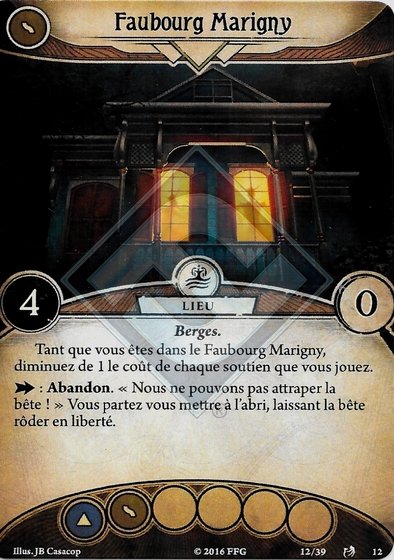 Faubourg Marigny
4
LIEU
0
Berges.
Tant que vous êtes dans le Faubourg Marigny,
diminuez de 1 le coût de chaque soutien que vous jouez.
: Abandon. « Nous ne pouvons pas attraper la
bête ! » Vous partez vous mettre à l'abri, laissant la bête
rôder en liberté.
Illus. JB Casacop
© 2016 FFG
12/39
12